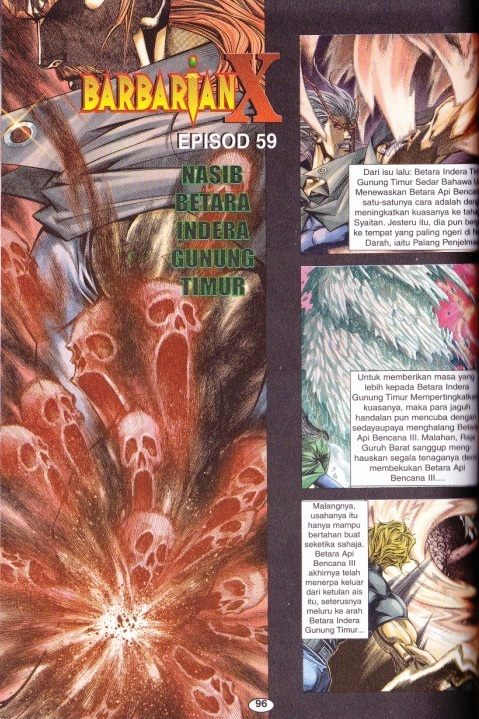 BARBARIAN X
EPISOD 59
NASIB
BETARA
INDERA
GUNUNG
TIMUR
Dari isu lalu: Betara Indera
Gunung Timur Sedar Bahawa
Menewaskan Betara Api
satu-satunya cara adalah
meningkatkan kuasanya ke
Syaitan. Jesteru itu, dia pun
ke tempat yang paling ngeri di
Darah, iaitu Palang
Untuk memberikan masa yang
lebih kepada Betara Indera
Gunung Timur
kuasanya, maka para jaguh
handalan pun mencuba dengan
sedayaupaya menghalang
Api Bencana III. Malahan,
Guruh Barat sanggup meng-
hauskan segala tenaganya
membekukan Betara Api
Bencana III....
Malangnya,
usahanya itu
hanya mampu
bertahan buat
seketika sahaja.
Betara Api
Bencana III
akhirnya telah
menerpa keluar
dari ketulan ais
itu, seterusnya
meluru ke arah
Betara Indera
Gunung Timur...
96